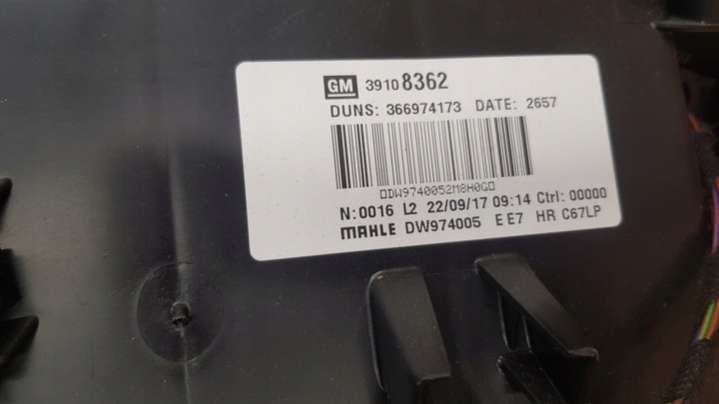 GM 39108362
DUNS: 366974173 DATE: 2657
DW9740052M8H0G
N:0016 L2 22/09/17 09:14 Ctrl: 00000
MAHLE DW974005 E E7 HR C67LP